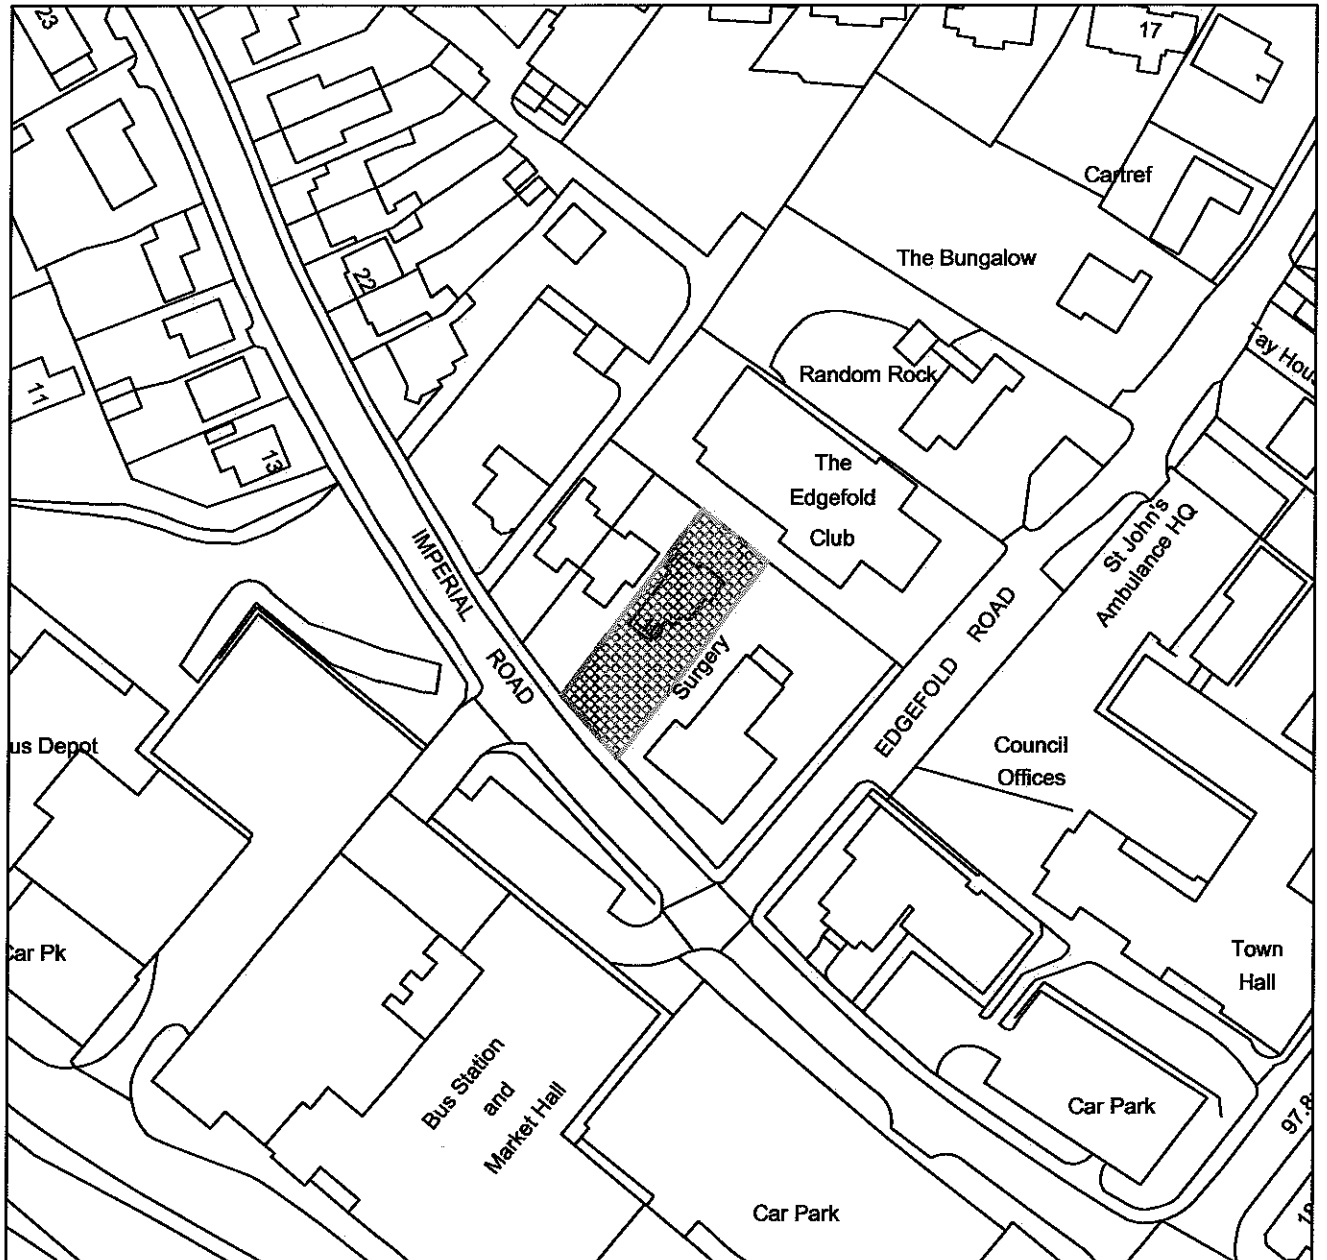 23
17
1
Cartref
The Bungalow
22
Tay Hou
Random Rock
11
13
The
Edgefold
Club
St John's
Ambulance HQ
IMPERIAL
ROAD
EDGEFOLD ROAD
Surgery
us Depot
Council
Offices
Car Pk
Town
Hall
Bus Station
and
Market Hall
Car Park
97.8
Car Park
18